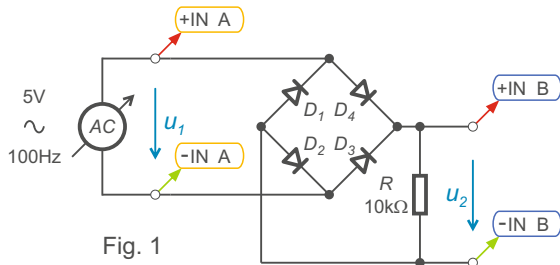 +IN A
5V
~
100Hz
AC
u1
-IN A
D1
D4
D2
D3
R
10kΩ
+IN B
u2
-IN B
Fig. 1